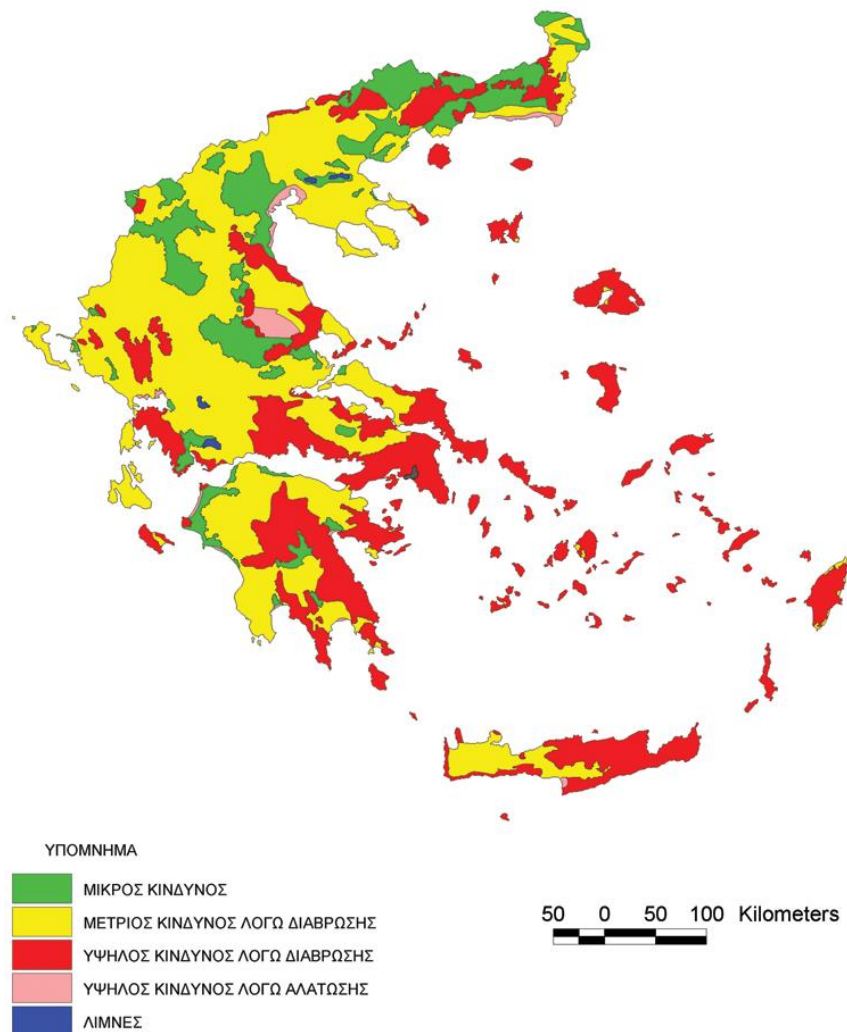 ΥΠΟΜΝΗΜΑ
ΜΙΚΡΟΣ ΚΙΝΔΥΝΟΣ
ΜΕΤΡΙΟΣ ΚΙΝΔΥΝΟΣ ΛΟΓΩ ΔΙΑΒΡΩΣΗΣ
ΥΨΗΛΟΣ ΚΙΝΔΥΝΟΣ ΛΟΓΩ ΔΙΑΒΡΩΣΗΣ
ΥΨΗΛΟΣ ΚΙΝΔΥΝΟΣ ΛΟΓΩ ΑΛΑΤΩΣΗΣ
ΛΙΜΝΕΣ
50 0 50 100 Kilometers